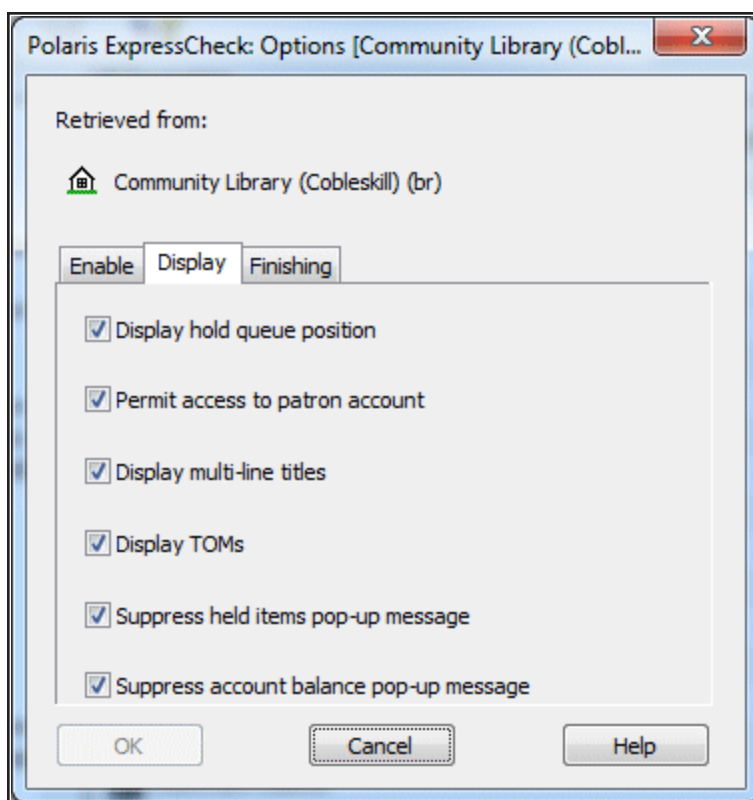 Polaris ExpressCheck: Options [Community Library (Cobl...
Retrieved from:
Community Library (Cobleskill) (br)
Enable Display Finishing
Display hold queue position
Permit access to patron account
Display multi-line titles
Display TOMs
Suppress held items pop-up message
Suppress account balance pop-up message
OK Cancel Help